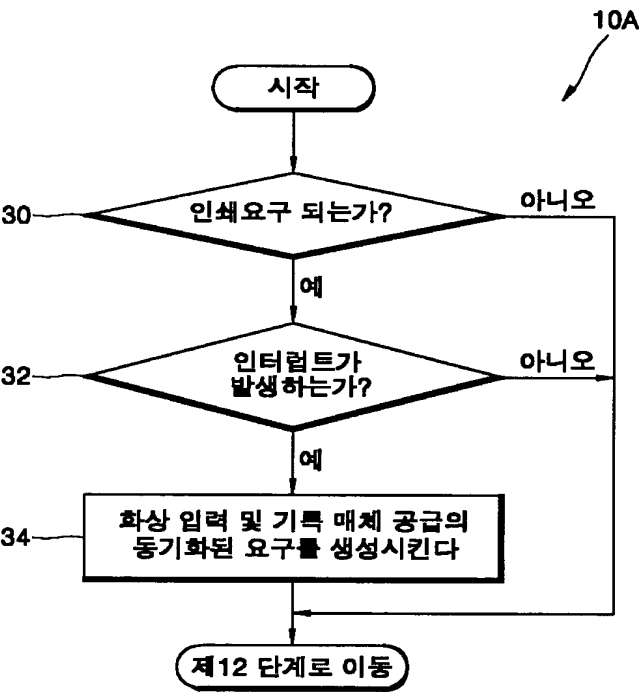 10A
시작
30
인쇄요구 되는가?
아니오
예
32
인터럽트가
발생하는가?
아니오
예
34
화상 입력 및 기록 매체 공급의
동기화된 요구를 생성시킨다
제12 단계로 이동